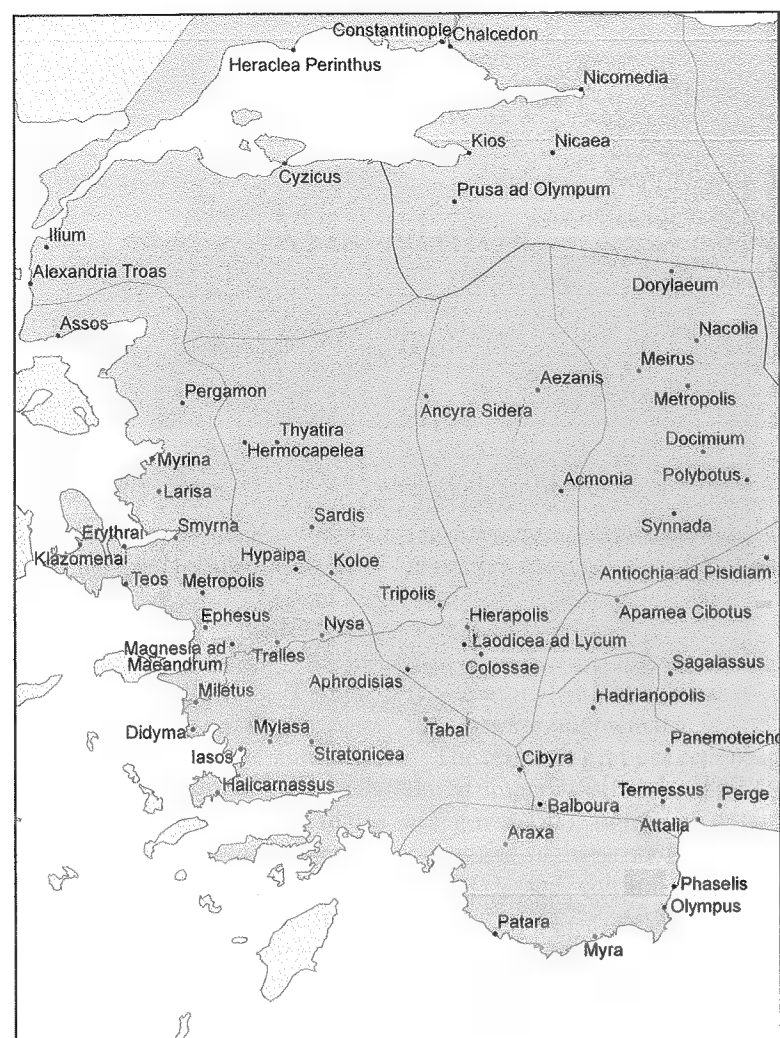 Constantinople
Chalcedon
Heraclea Perinthus
Nicomedia
Kios
Nicaea
Cyzicus
Prusa ad Olympum
Ilium
Alexandria Troas
Dorylaeum
Assos
Nacolia
Meirus
Aezanis
Pergamon
Ancyra Sidera
Metropolis
Thyatira
Hermocapelea
Docimium
Myrina
Acmonia
Polybotus
Larisa
Sardis
Synnada
Erythrai
Smyrna
Klazomenai
Hypaipa
Koloe
Antiochia ad Pisidiam
Teos
Metropolis
Tripolis
Apamea Cibotus
Ephesus
Nysa
Hierapolis
Magnesia ad
Maeandrum
Tralles
Laodicea ad Lycum
Colossae
Aphrodisias
Sagalassus
Miletus
Hadrianopolis
Didyma
Mylasa
Tabai
Iasos
Stratonicea
Panemoteicho
Cibyra
Halicarnassus
Termessus
Perge
Balboura
Attalia
Araxa
Phaselis
Olympus
Patara
Myra